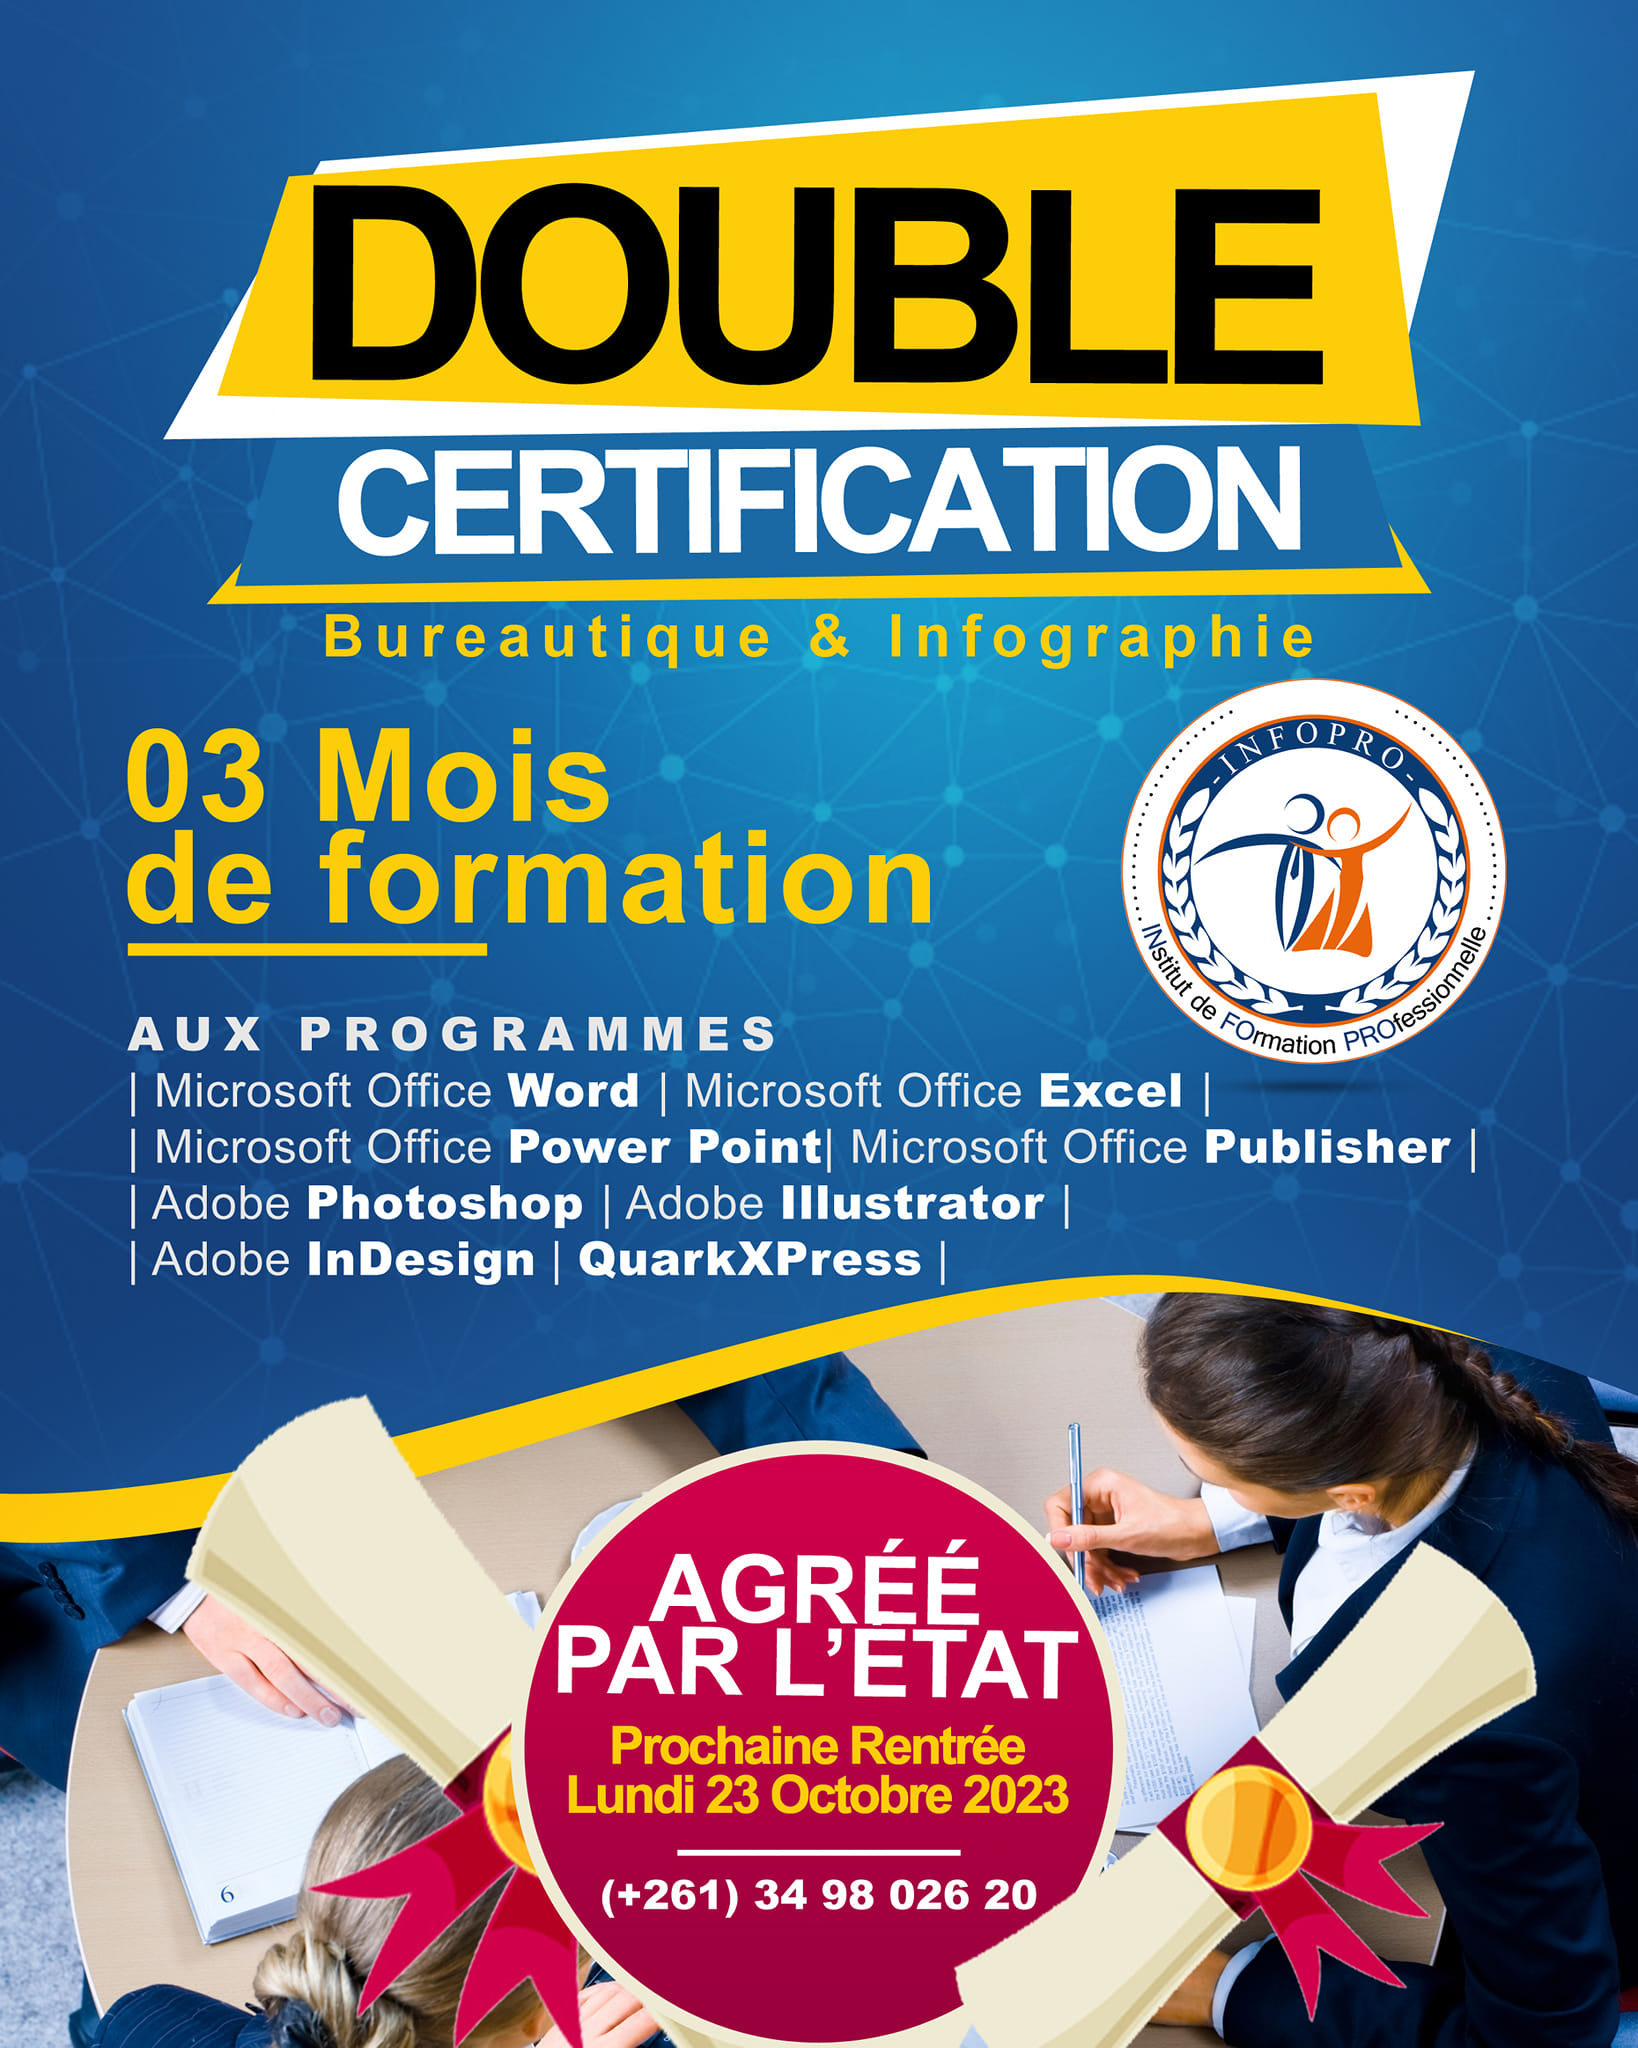 DOUBLE
CERTIFICATION
Bureautique & Infographie
03 Mois
de formation
- INFOPRO -
INstitut de FOrmation PROfessionnelle
AUX PROGRAMMES
| Microsoft Office Word | Microsoft Office Excel |
| Microsoft Office Power Point| Microsoft Office Publisher |
| Adobe Photoshop | Adobe Illustrator |
| Adobe InDesign | QuarkXPress |
AGRÉÉ
PAR L'ÉTAT
Prochaine Rentrée
Lundi 23 Octobre 2023
(+261) 34 98 026 20
6